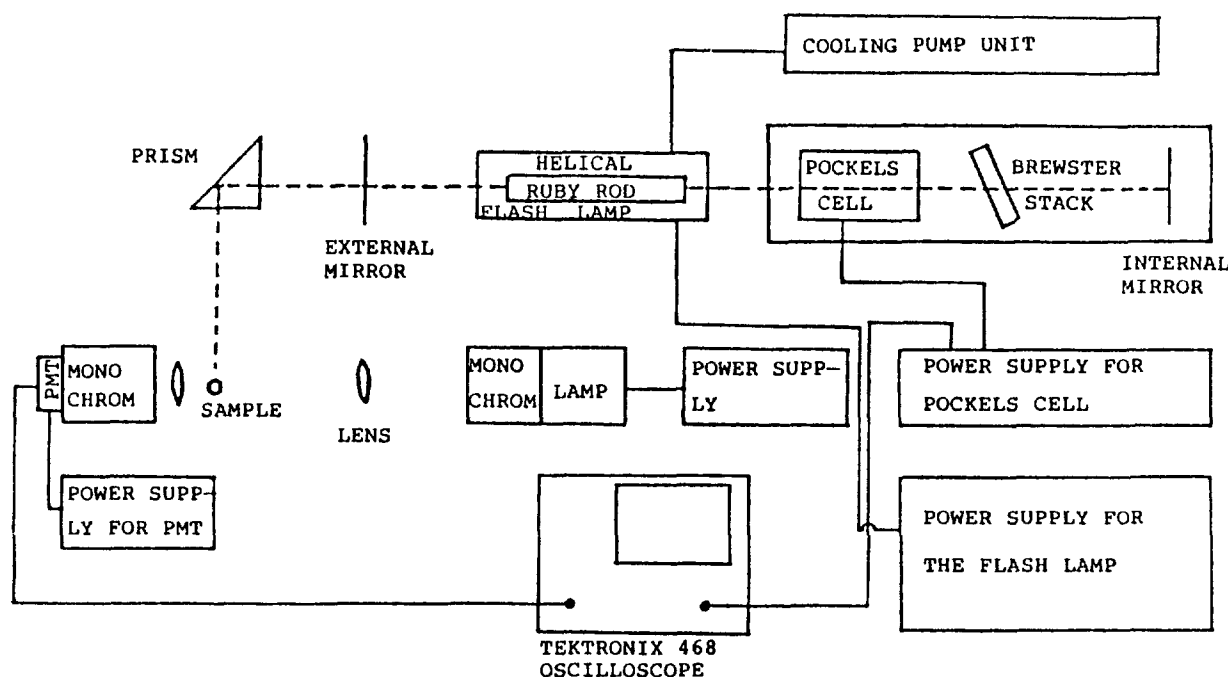 COOLING PUMP UNIT
PRISM
HELICAL
RUBY ROD
FLASH LAMP
POCKELS
CELL
BREWSTER
STACK
EXTERNAL
MIRROR
INTERNAL
MIRROR
PMT
MONO
CHROM
SAMPLE
LENS
MONO
CHROM
LAMP
POWER SUPP-
LY
POWER SUPPLY FOR
POCKELS CELL
POWER SUPP-
LY FOR PMT
POWER SUPPLY FOR
THE FLASH LAMP
TEKTRONIX 468
OSCILLOSCOPE